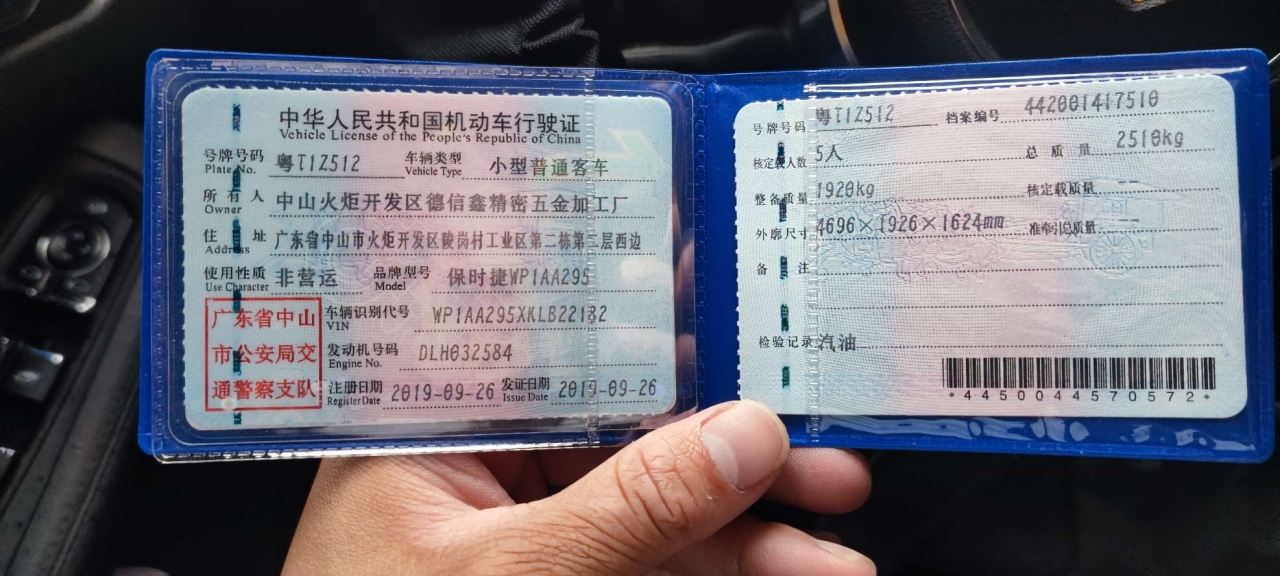 中华人民共和国机动车行驶证
Vehicle License of the People's Republic of China
号牌号码 粤T1Z512 车辆类型 小型普通客车
Plate No. Vehicle Type
所有人 中山火炬开发区德信鑫精密五金加工厂
Owner
住址 广东省中山市火炬开发区陵岗村工业区第二栋第二层西边
Address
使用性质 非营运 品牌型号 保时捷WP1AA295
Use Character Model
广东省中山
市公安局交
通警察支队
车辆识别代号 WP1AA295XKLB22132
VIN
发动机号码 DLH032584
Engine No.
注册日期 2019-09-26 发证日期 2019-09-26
Register Date Issue Date
号牌号码 粤T1Z512 档案编号 442001417510
核定载人数 5人 总质量 2510kg
整备质量 1920kg 核定载质量 --
外廓尺寸 4696×1926×1624mm 准牵引总质量 --
备注
检验记录 汽油
*4450044570572*